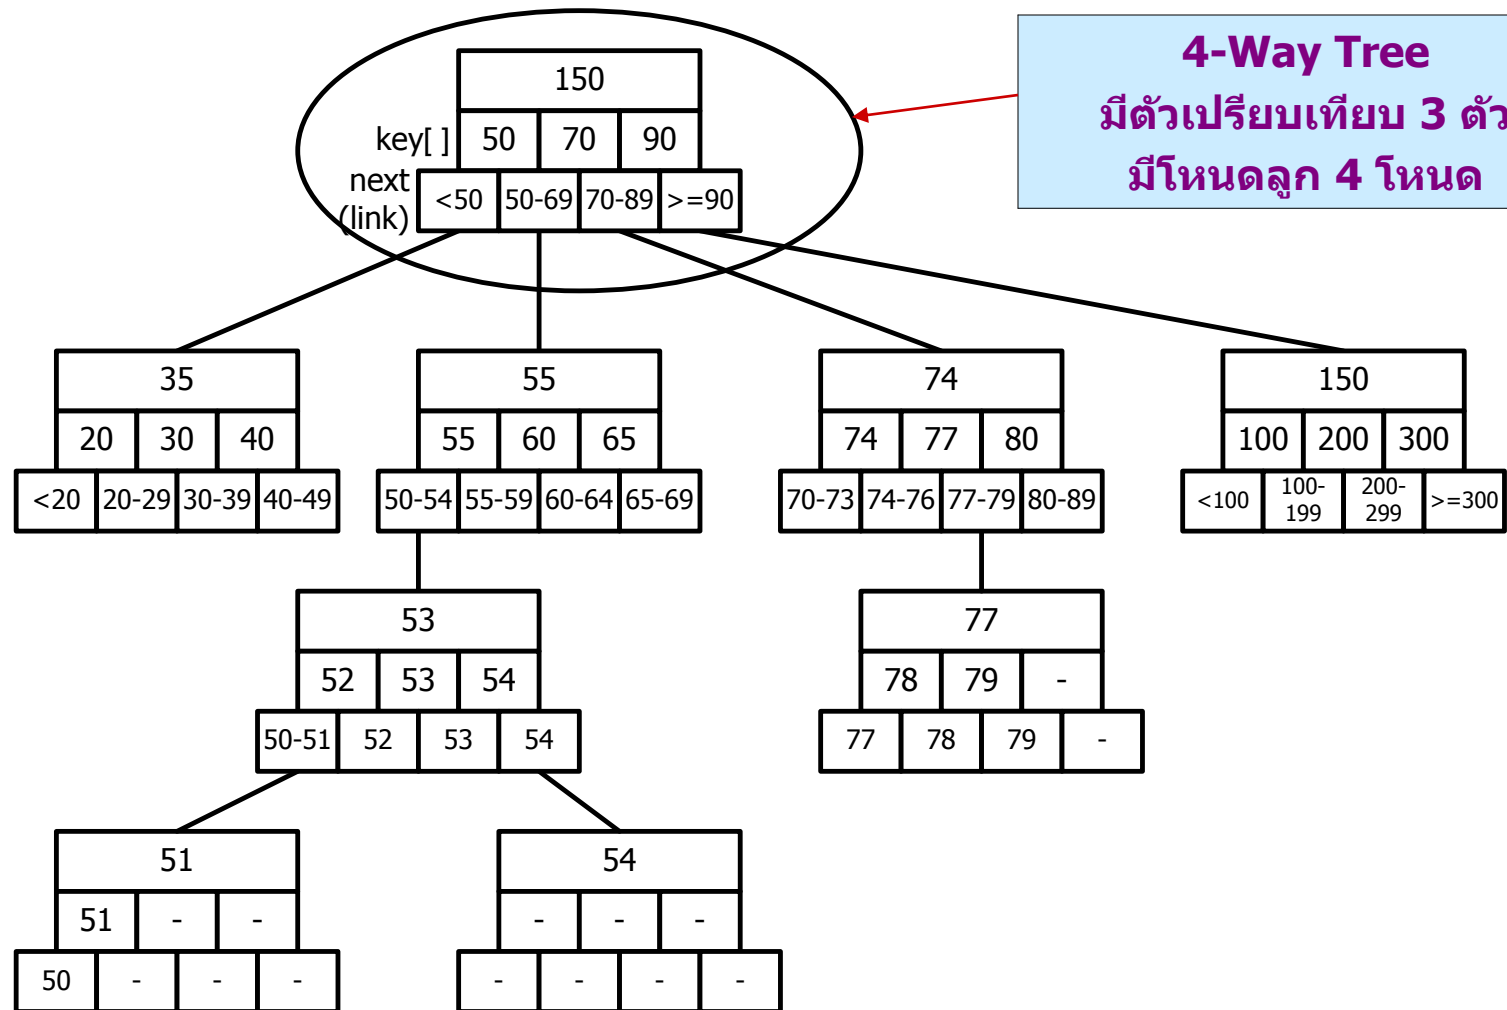 4-Way Tree
มีตัวเปรียบเทียบ 3 ตัว
มีโหนดลูก 4 โหนด
150
key[ ] 50 70 90
next
(link) <50 50-69 70-89 >=90
35 55 74 150
20 30 40 55 60 65 74 77 80 100 200 300
<20 20-29 30-39 40-49 50-54 55-59 60-64 65-69 70-73 74-76 77-79 80-89 <100 100-199 200-299 >=300
53 77
52 53 54 78 79 -
50-51 52 53 54 77 78 79 -
51 54
51 - - - - -
50 - - - - - - -